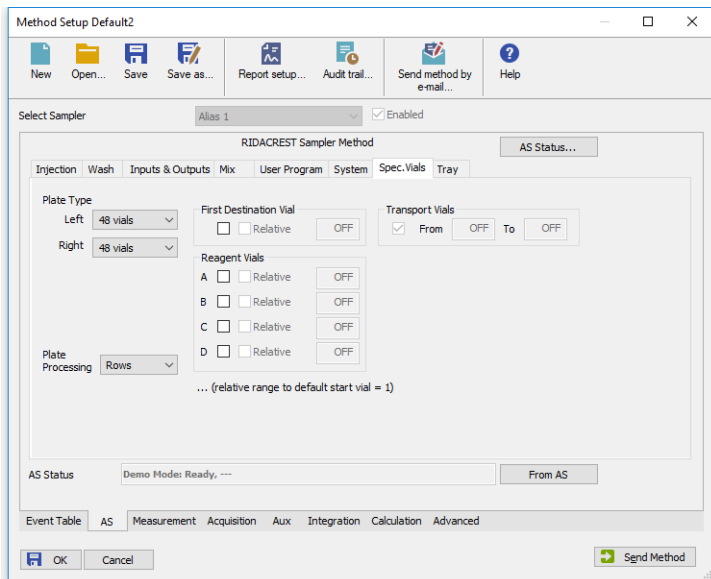 Method Setup Default2
New Open... Save Save as... Report setup... Audit trail... Send method by e-mail... Help
Select Sampler Alias 1 Enabled
RIDACREST Sampler Method AS Status...
Injection Wash Inputs & Outputs Mix User Program System Spec.Vials Tray
Plate Type
Left 48 vials
Right 48 vials
First Destination Vial
Relative OFF
Transport Vials
From OFF To OFF
Reagent Vials
A Relative OFF
B Relative OFF
C Relative OFF
D Relative OFF
Plate Processing Rows
... (relative range to default start vial = 1)
AS Status Demo Mode: Ready, --- From AS
Event Table AS Measurement Acquisition Aux Integration Calculation Advanced
OK Cancel Send Method